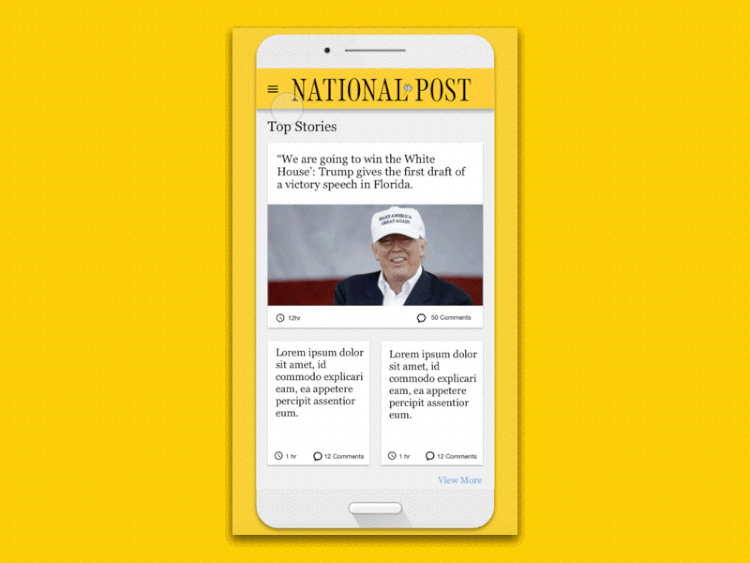 NATIONAL POST
Top Stories
“We are going to win the White
House’: Trump gives the first draft of
a victory speech in Florida.
MAKE AMERICA
GREAT AGAIN
12hr
50 Comments
Lorem ipsum dolor
sit amet, id
commodo explicari
eam, ea appetere
percipit assentior
eum.
1 hr
12 Comments
Lorem ipsum dolor
sit amet, id
commodo explicari
eam, ea appetere
percipit assentior
eum.
1 hr
12 Comments
View More